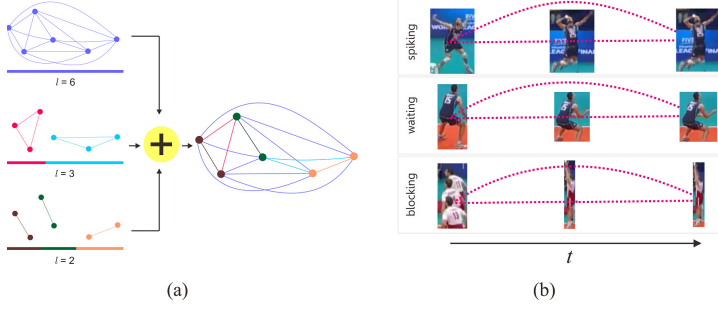 l = 6
l = 3
l = 2
+
(a)
spiking
waiting
blocking
t
(b)